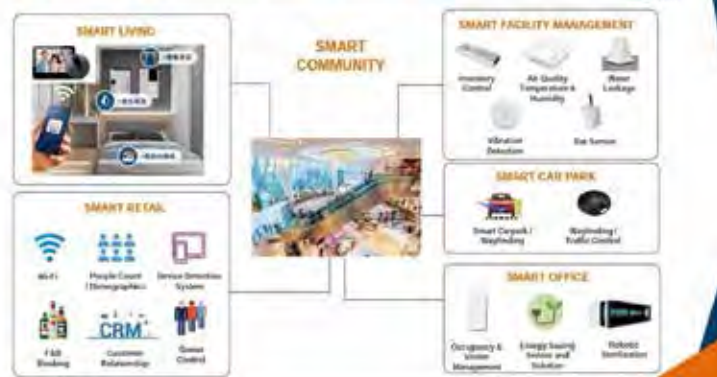 SMART LIVING
SMART
COMMUNITY
SMART FACILITY MANAGEMENT
Inventory
Control
Air Quality
Temperature &
Humidity
Water
Leakage
Vibration
Detection
Gas Sensor
SMART CAR PARK
Smart Carpark /
Wayfinding
Wayfinding /
Traffic Control
SMART RETAIL
Wi-Fi
People Count
/ Demographics
Device Detection
System
F&B
Booking
CRM
Customer
Relationship
Queue
Control
SMART OFFICE
Occupancy &
Visitor
Management
Energy Saving
Sensor and
Solution
Robotic
Sterilization